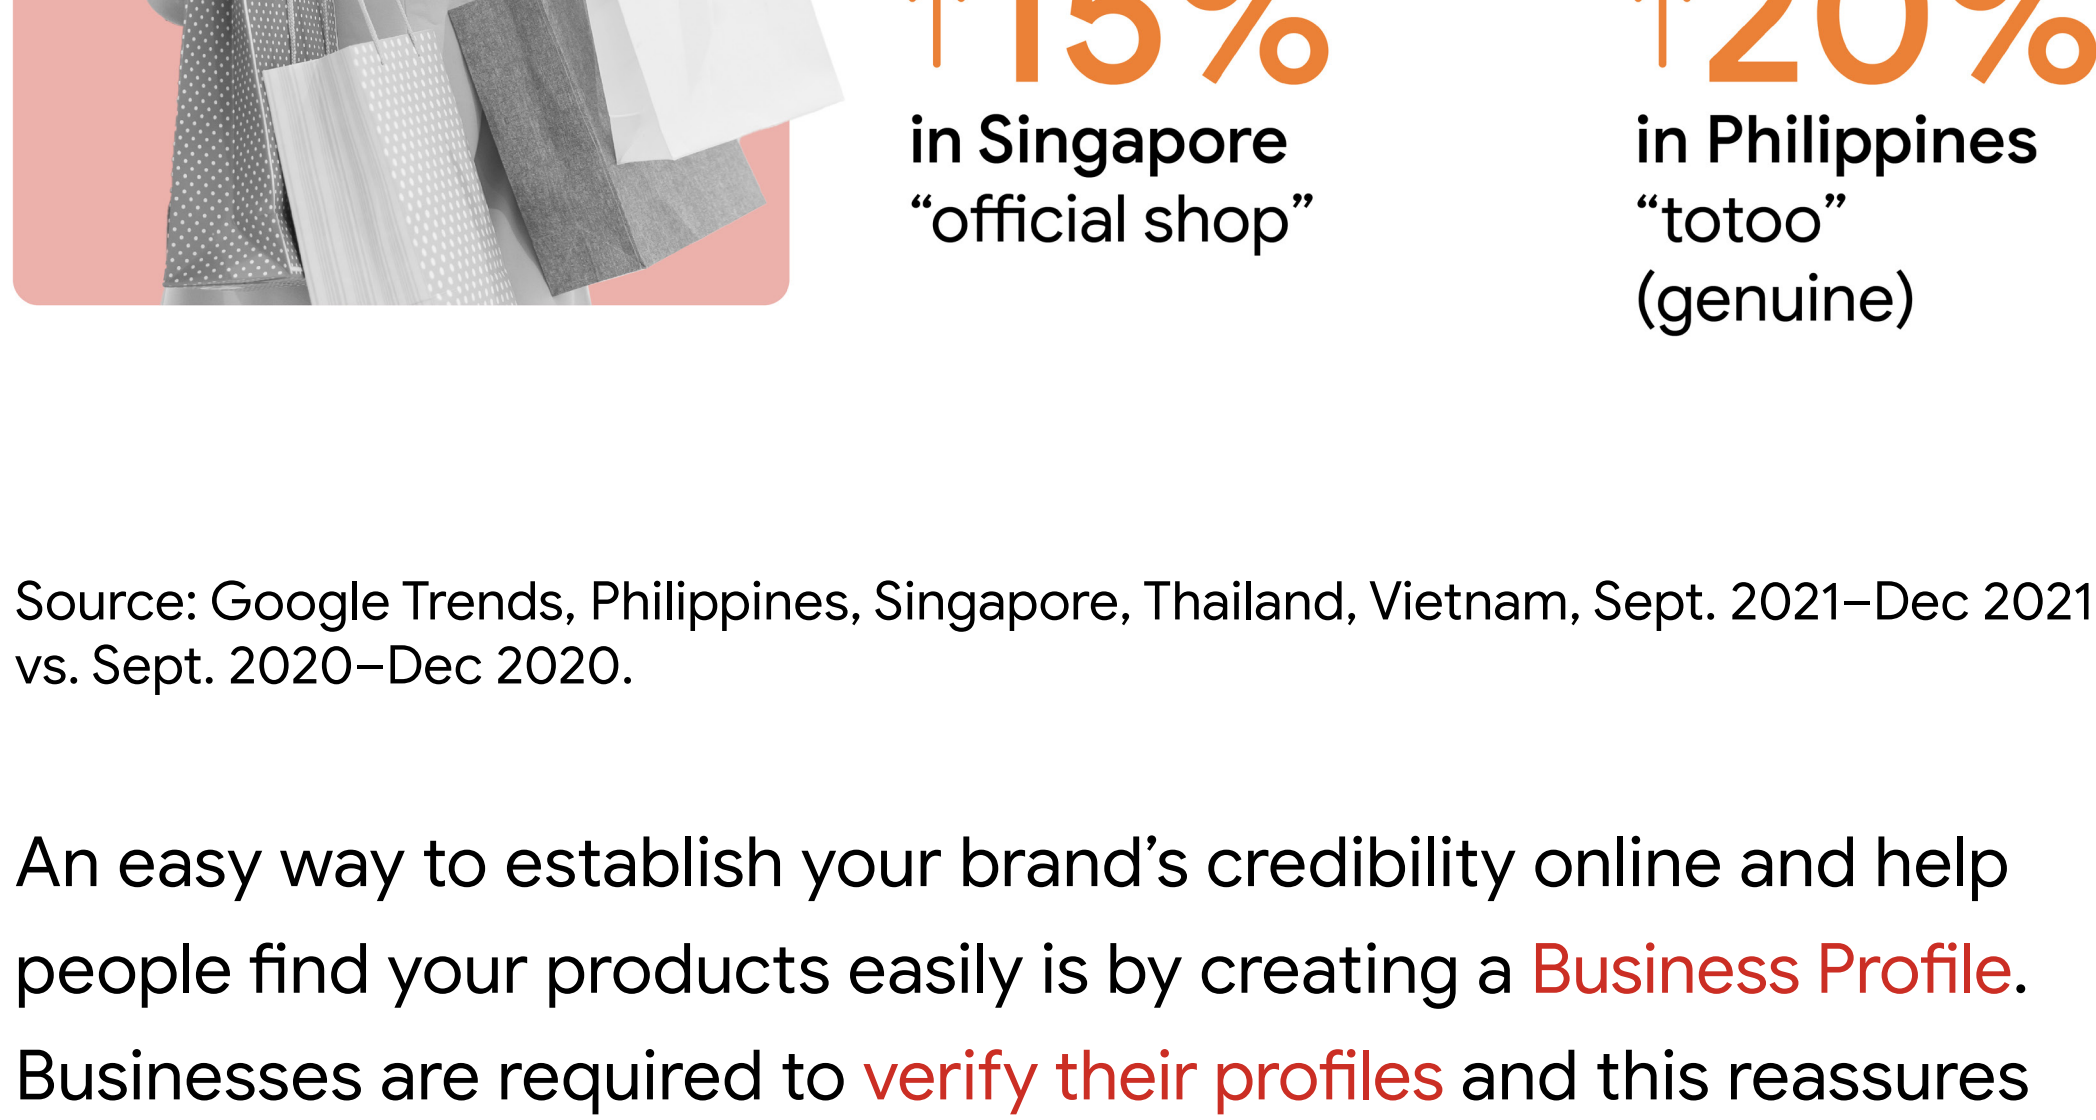 ↑15%
in Singapore
“official shop”
↑20%
in Philippines
“totoo”
(genuine)
Source: Google Trends, Philippines, Singapore, Thailand, Vietnam, Sept. 2021–Dec 2021
vs. Sept. 2020–Dec 2020.
An easy way to establish your brand’s credibility online and help
people find your products easily is by creating a Business Profile.
Businesses are required to verify their profiles and this reassures